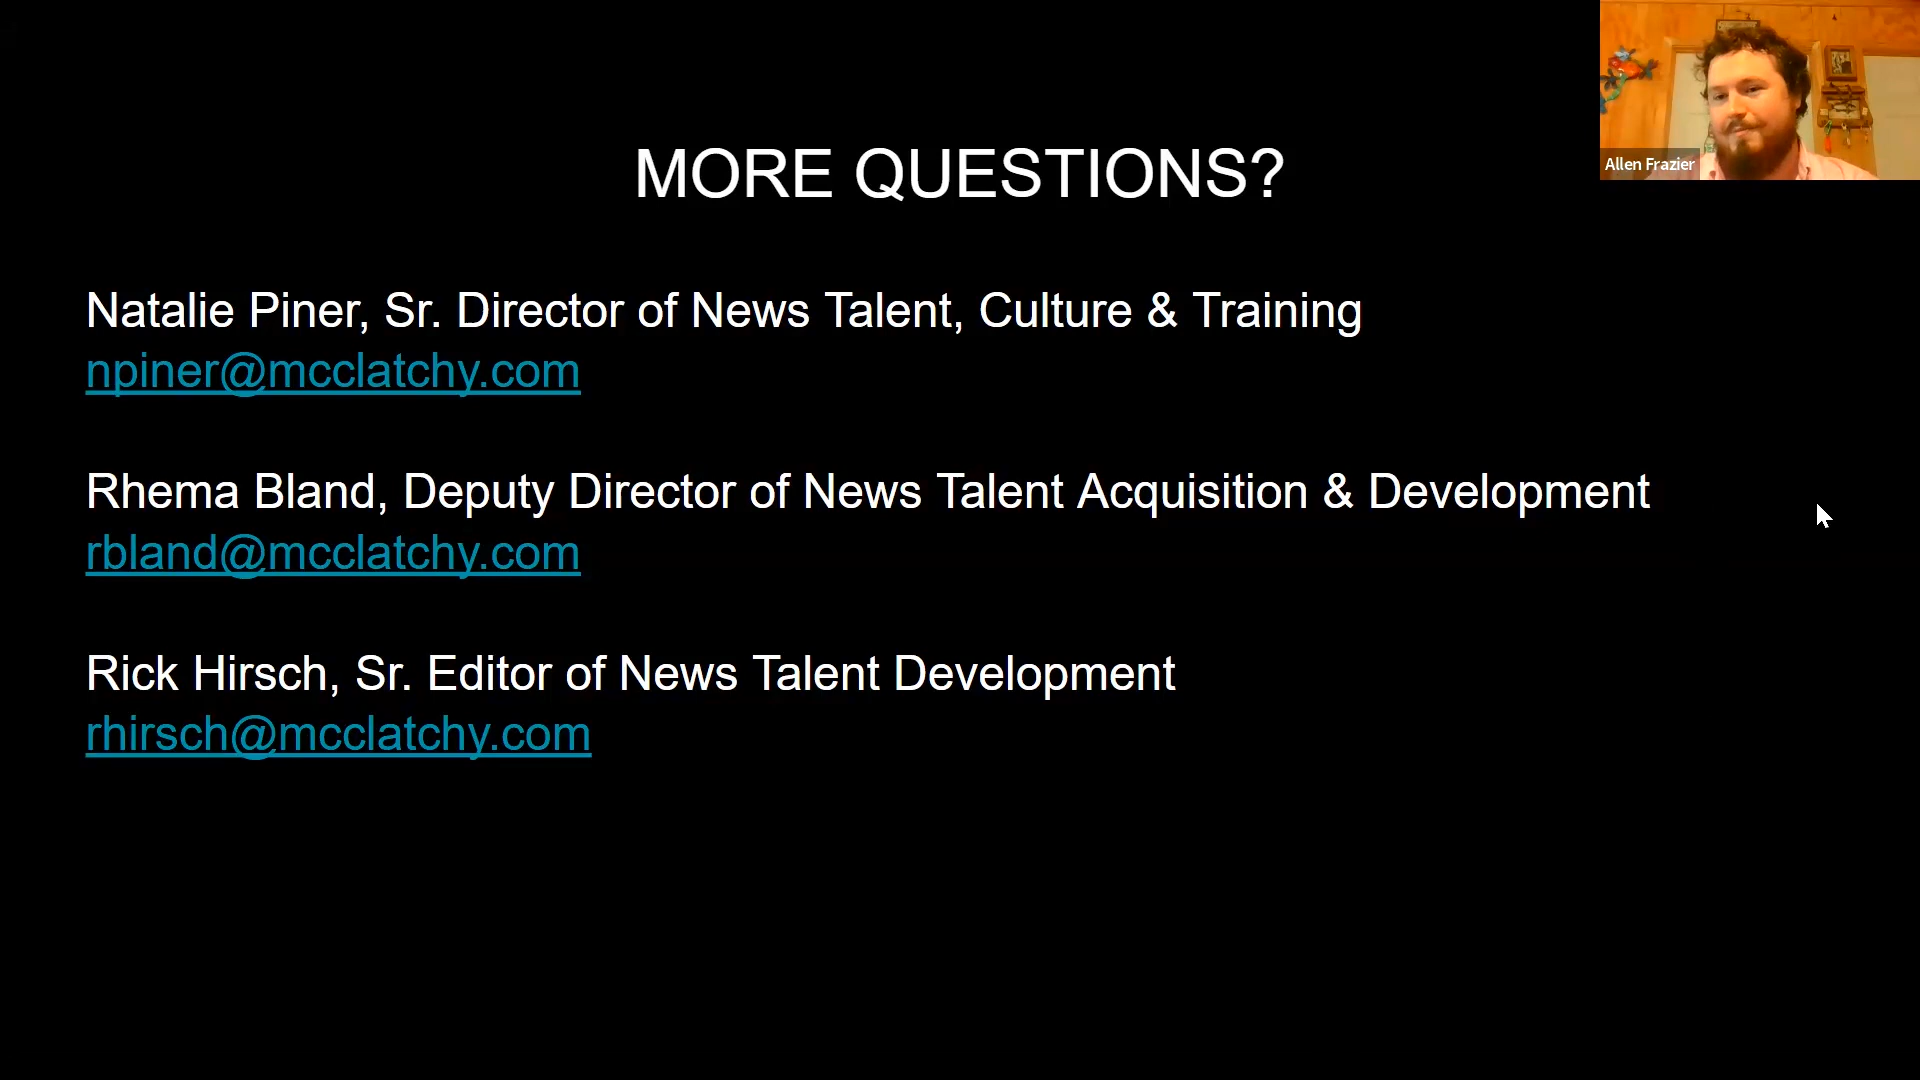 MORE QUESTIONS?
Allen Frazier
Natalie Piner, Sr. Director of News Talent, Culture & Training
npiner@mcclatchy.com
Rhema Bland, Deputy Director of News Talent Acquisition & Development
rbland@mcclatchy.com
Rick Hirsch, Sr. Editor of News Talent Development
rhirsch@mcclatchy.com